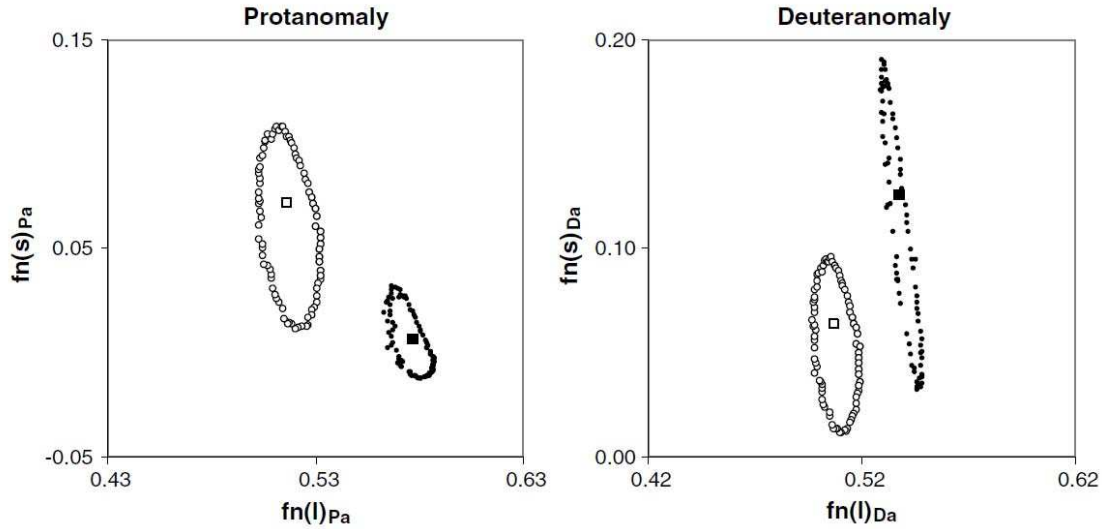 Protanomaly
0.15
0.05
-0.05
0.43
0.53
0.63
fn(s)Pa
fn(l)Pa
Deuteranomaly
0.20
0.10
0.00
0.42
0.52
0.62
fn(s)Da
fn(l)Da